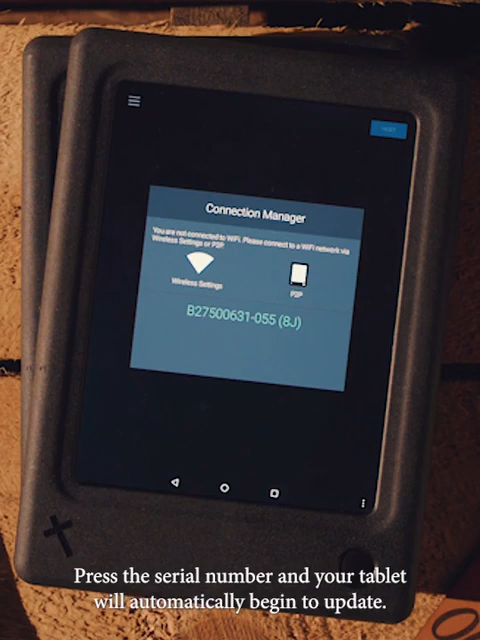 Connection Manager
You are not connected to WiFi. Please connect to a WiFi network via
Wireless Settings or P2P
Wireless Settings
P2P
B27500631-055 (8J)
Press the serial number and your tablet
will automatically begin to update.